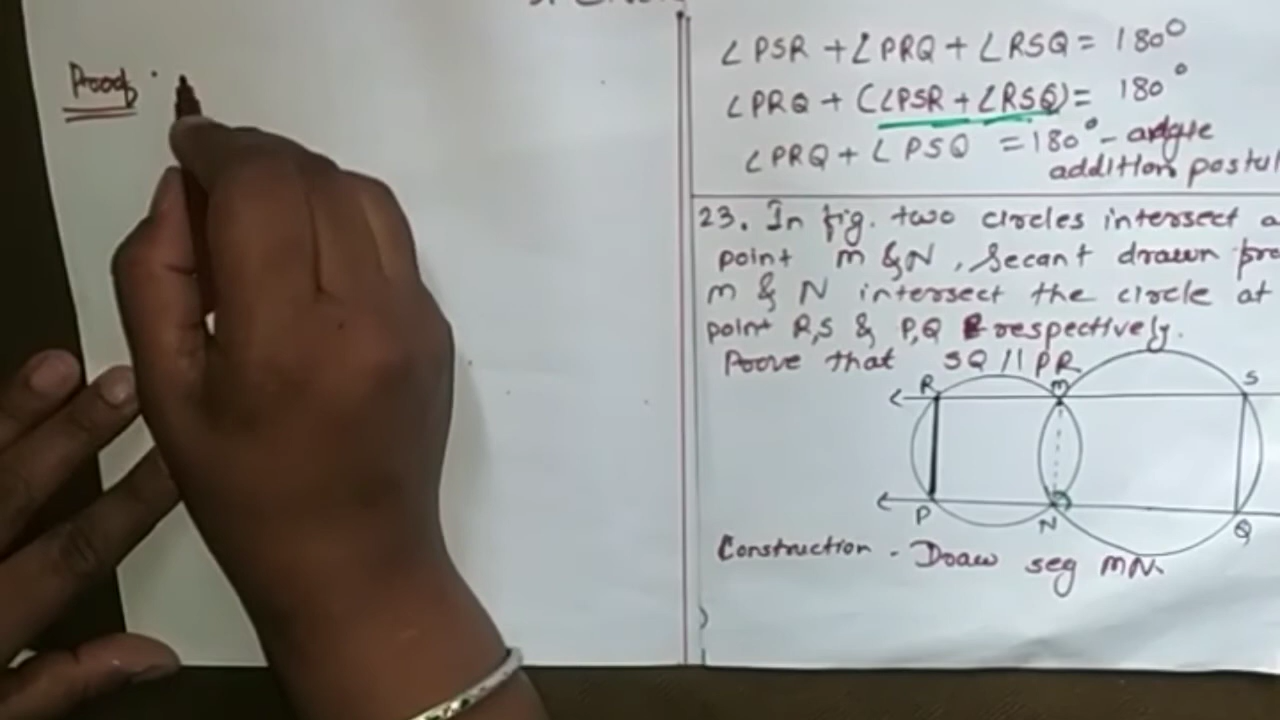 Proof :
∠PSR + ∠PRQ + ∠RSQ = 180°
∠PRQ + (∠PSR + ∠RSQ) = 180°
∠PRQ + ∠PSQ = 180° - angle
addition postul
23. In fig. two circles intersect a
point M & N, Secant drawn
M & N intersect the circle at
point R,S & P,Q respectively.
Prove that SQ // PR
R M S
P N Q
Construction - Draw seg MN.